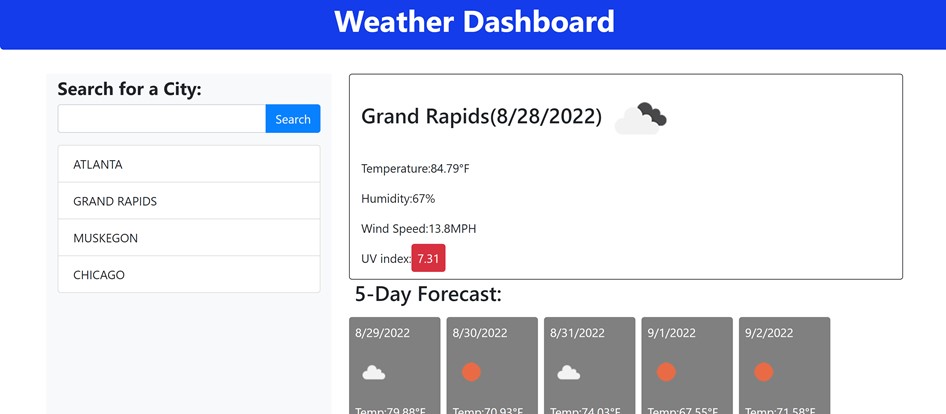 Weather Dashboard
Search for a City:
Search
ATLANTA
GRAND RAPIDS
MUSKEGON
CHICAGO
Grand Rapids(8/28/2022)
Temperature:84.79°F
Humidity:67%
Wind Speed:13.8MPH
UV index: 7.31
5-Day Forecast:
8/29/2022 8/30/2022 8/31/2022 9/1/2022 9/2/2022
Temp:79.88°F Temp:70.93°F Temp:74.03°F Temp:67.55°F Temp:71.58°F